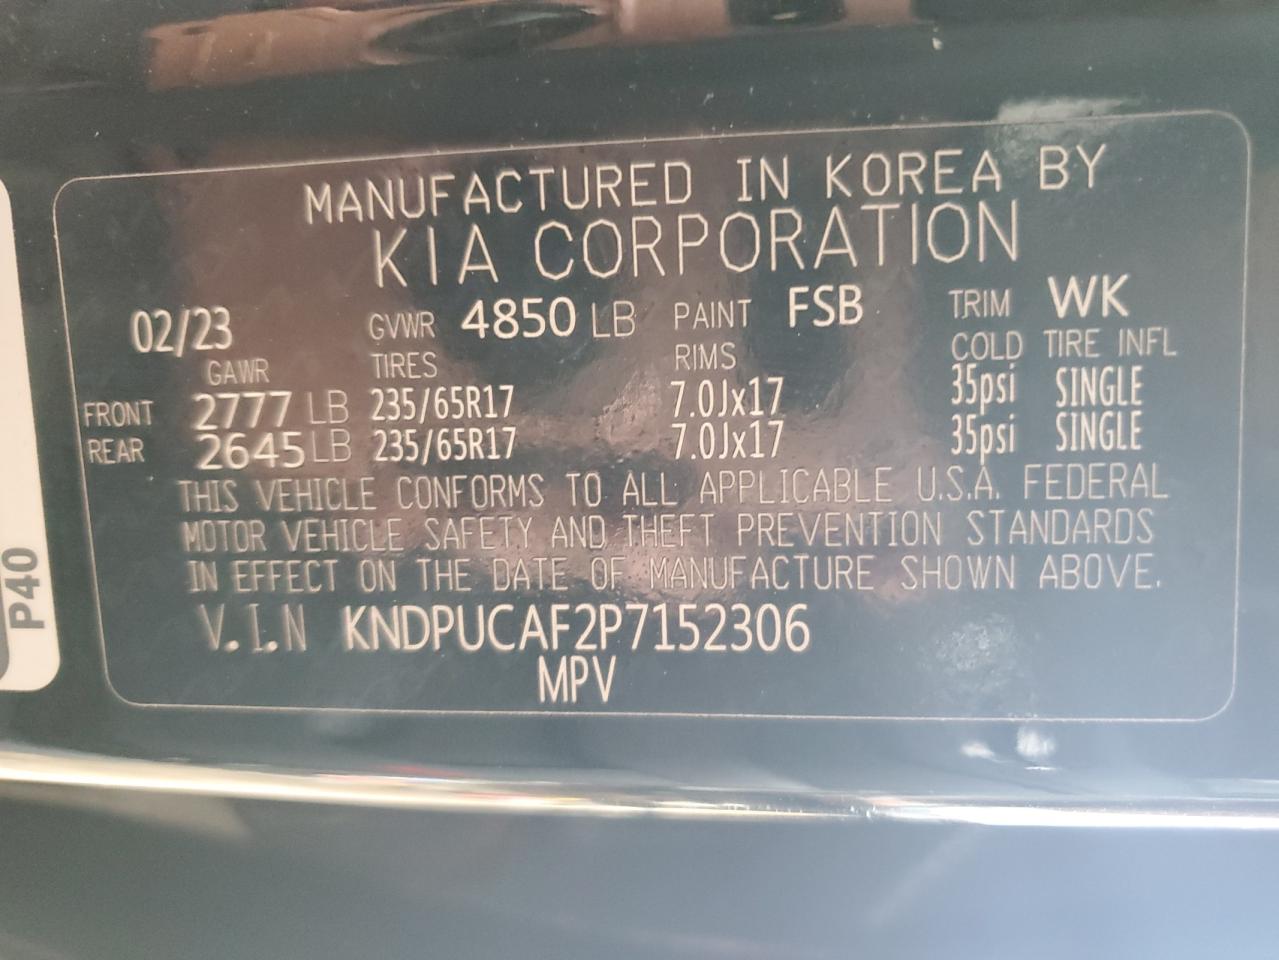 MANUFACTURED IN KOREA BY
KIA CORPORATION
02/23 GVWR 4850 LB PAINT FSB TRIM WK
GAWR TIRES RIMS COLD TIRE INFL
FRONT 2777 LB 235/65R17 7.0Jx17 35psi SINGLE
REAR 2645 LB 235/65R17 7.0Jx17 35psi SINGLE
THIS VEHICLE CONFORMS TO ALL APPLICABLE U.S.A. FEDERAL
MOTOR VEHICLE SAFETY AND THEFT PREVENTION STANDARDS
IN EFFECT ON THE DATE OF MANUFACTURE SHOWN ABOVE.
V.I.N KNDPUCAF2P7152306
MPV
P40